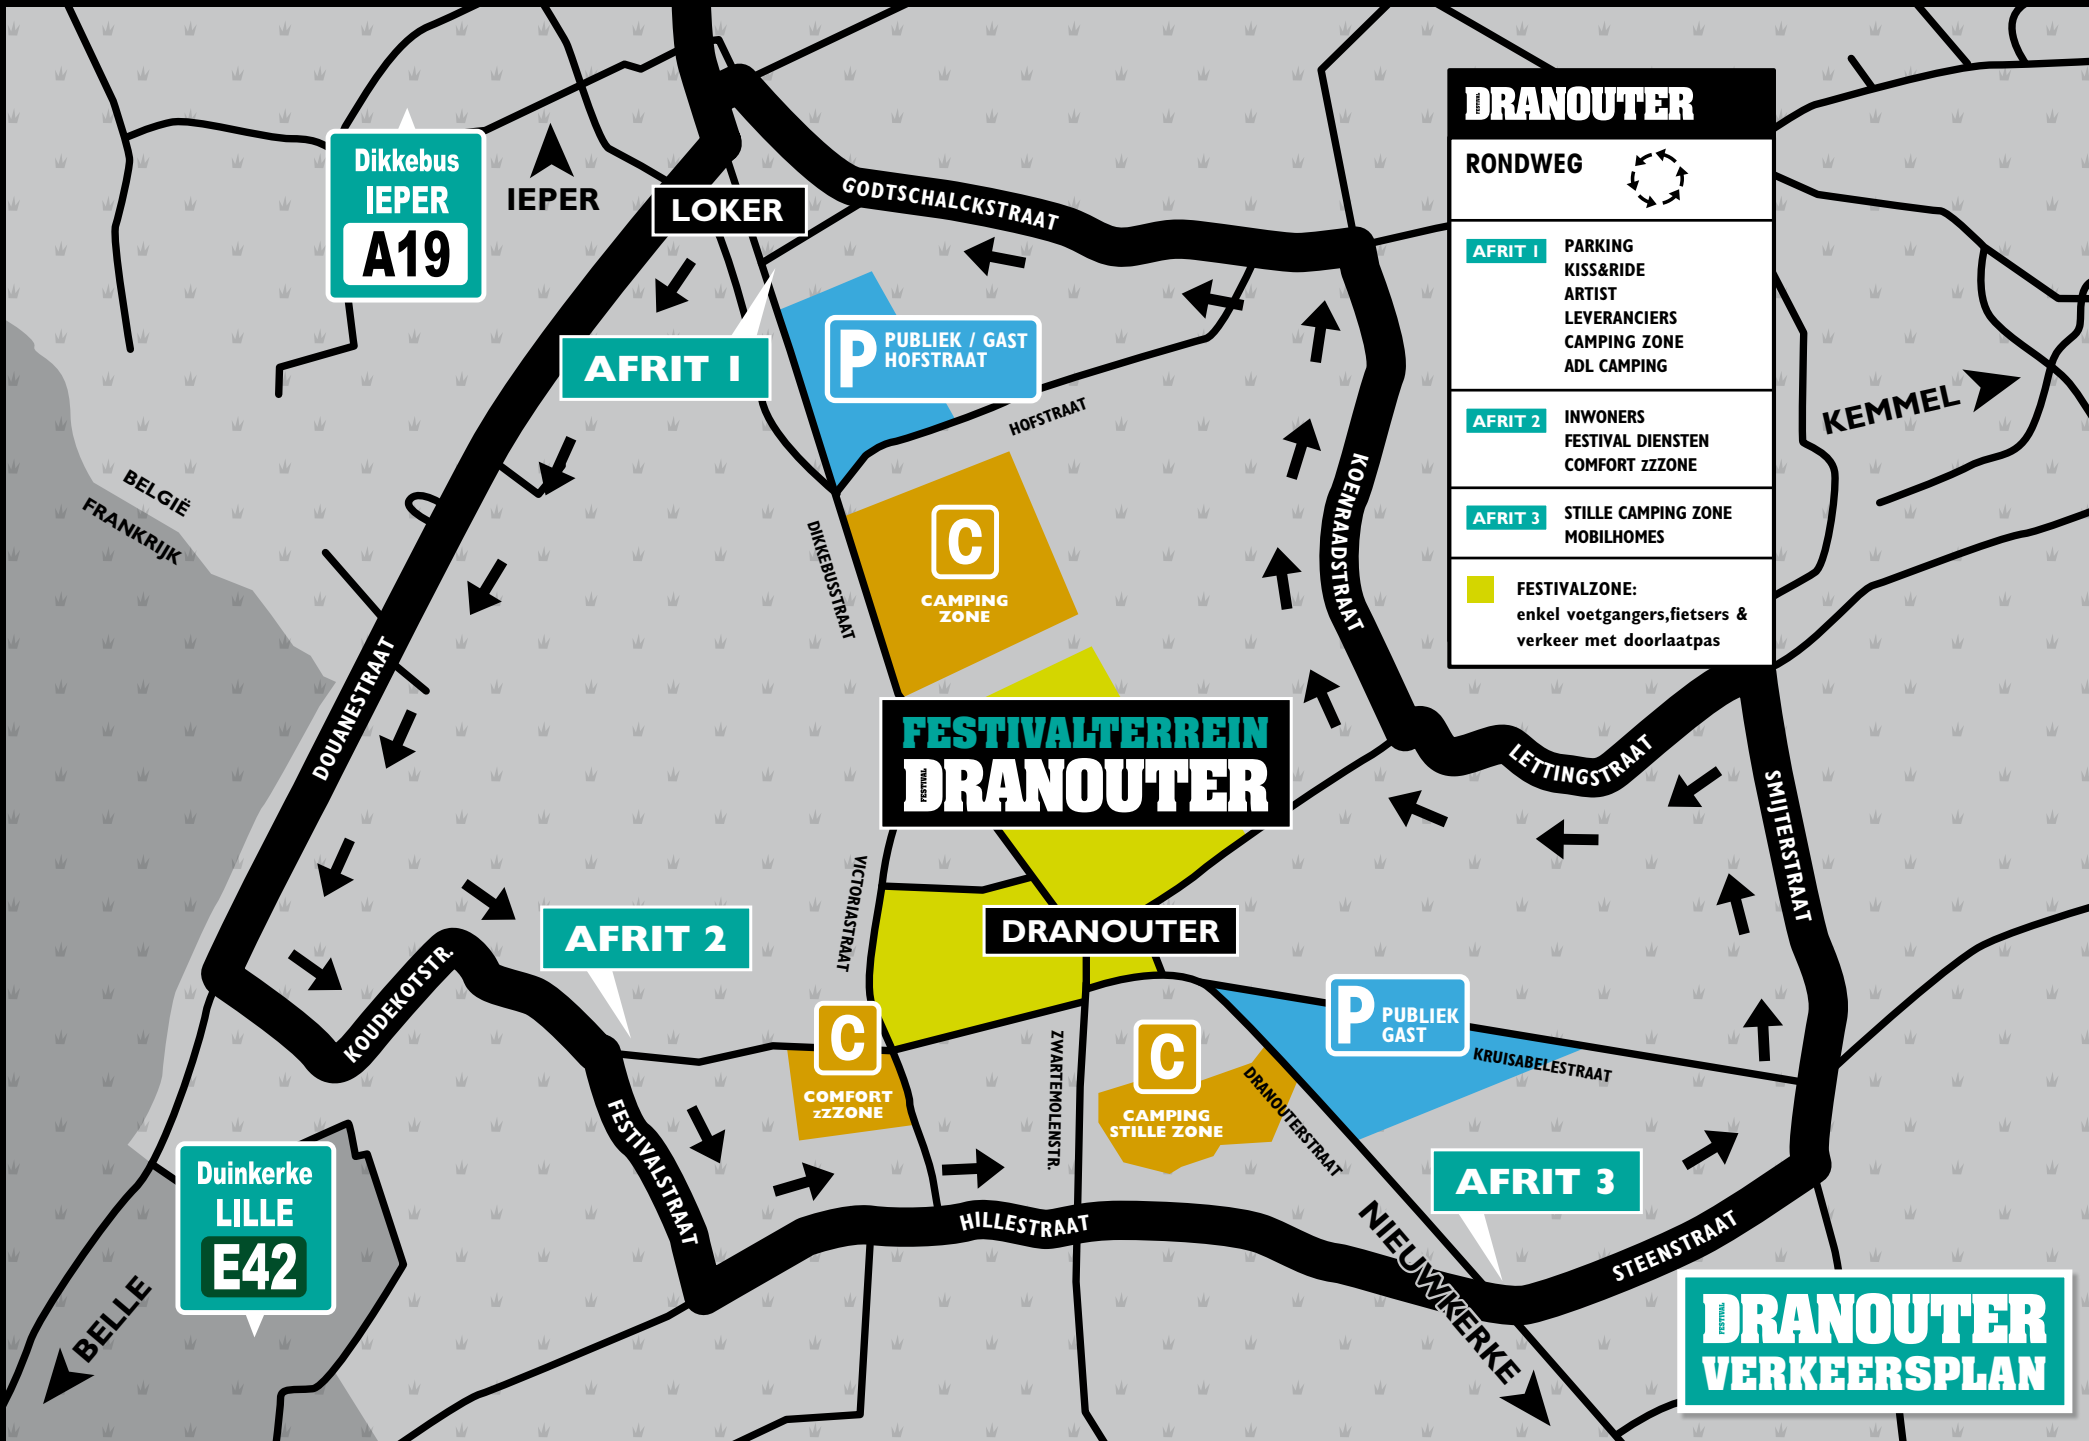 Dikkebus
IEPER
A19
IEPER
LOKER
GODTSCHALCKSTRAAT
FESTIVAL
DRANOUTER
RONDWEG
AFRIT 1
PARKING
KISS&RIDE
ARTIST
LEVERANCIERS
CAMPING ZONE
ADL CAMPING
AFRIT 2
INWONERS
FESTIVAL DIENSTEN
COMFORT zzZONE
AFRIT 3
STILLE CAMPING ZONE
MOBILHOMES
FESTIVALZONE:
enkel voetgangers,fietsers &
verkeer met doorlaatpas
AFRIT 1
P
PUBLIEK / GAST
HOFSTRAAT
HOFSTRAAT
KEMMEL
BELGIË
FRANKRIJK
DIKKEBUSSTRAAT
C
CAMPING
ZONE
KOENRAADSTRAAT
DOUANESTRAAT
FESTIVALTERREIN
FESTIVAL
DRANOUTER
LETTINGSTRAAT
SMIJTERSTRAAT
VICTORIASTRAAT
DRANOUTER
AFRIT 2
KOUDEKOTSTR.
C
COMFORT
zzZONE
ZWARTEMOLENSTR.
C
CAMPING
STILLE ZONE
DRANOUTERSTRAAT
P
PUBLIEK
GAST
KRUISABELESTRAAT
FESTIVALSTRAAT
HILLESTRAAT
AFRIT 3
STEENSTRAAT
NIEUWKERKE
Duinkerke
LILLE
E42
BELLE
FESTIVAL
DRANOUTER
VERKEERSPLAN